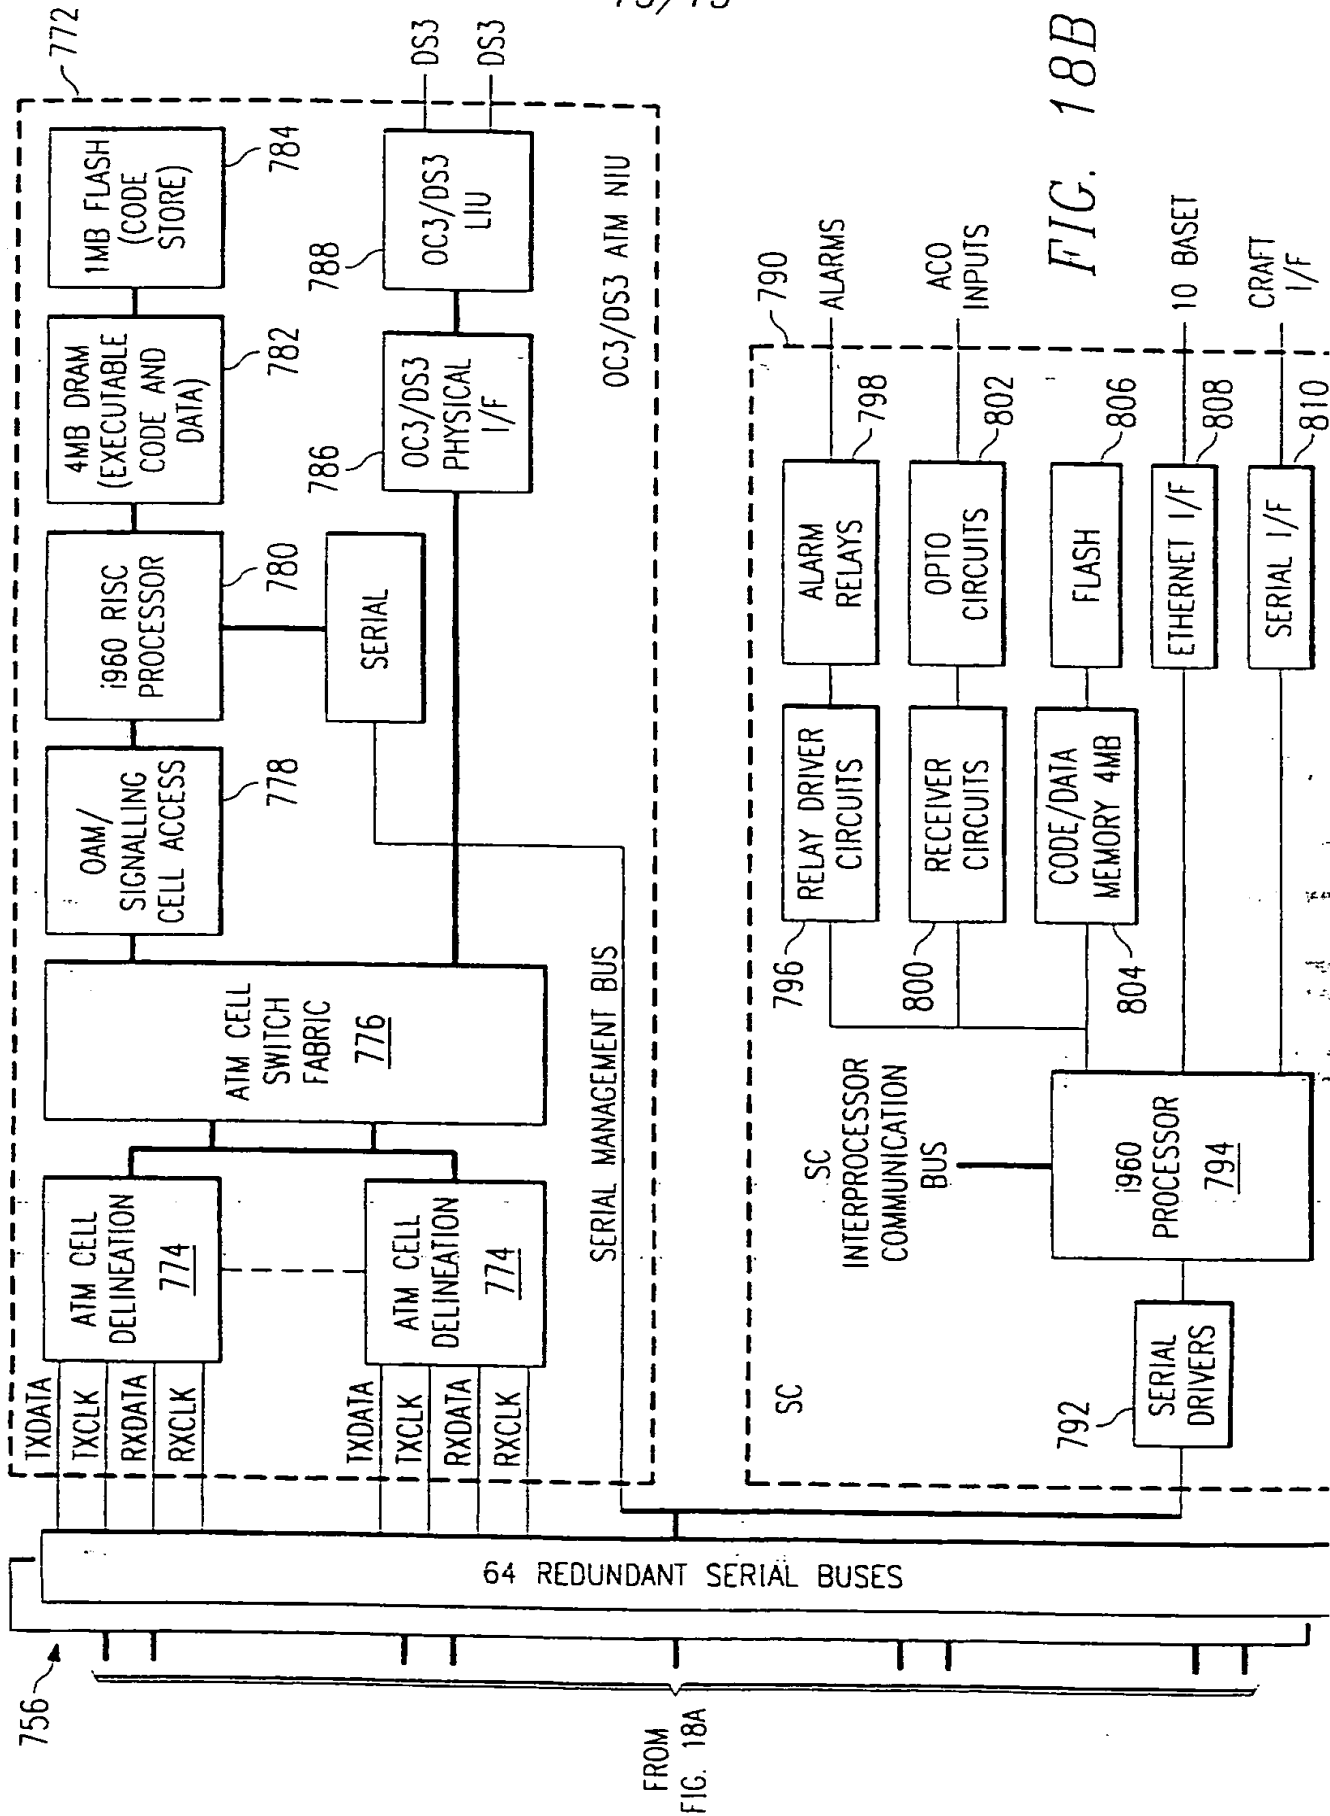 772
1MB FLASH
(CODE
STORE)
784
4MB DRAM
(EXECUTABLE
CODE AND
DATA)
782
i960 RISC
PROCESSOR
780
OAM/
SIGNALLING
CELL ACCESS
778
DS3
DS3
OC3/DS3
LIU
788
OC3/DS3
PHYSICAL
I/F
786
SERIAL
ATM CELL
SWITCH
FABRIC
776
ATM CELL
DELINEATION
774
ATM CELL
DELINEATION
774
TXDATA
TXCLK
RXDATA
RXCLK
TXDATA
TXCLK
RXDATA
RXCLK
OC3/DS3 ATM NIU
SERIAL MANAGEMENT BUS
64 REDUNDANT SERIAL BUSES
756
FROM
FIG. 18A
790
ALARMS
ALARM
RELAYS
798
RELAY DRIVER
CIRCUITS
796
ACO
INPUTS
OPTO
CIRCUITS
802
RECEIVER
CIRCUITS
800
FLASH
806
CODE/DATA
MEMORY 4MB
804
10 BASET
ETHERNET I/F
808
CRAFT
I/F
SERIAL I/F
810
SC
INTERPROCESSOR
COMMUNICATION
BUS
i960
PROCESSOR
794
SC
SERIAL
DRIVERS
792
FIG. 18B